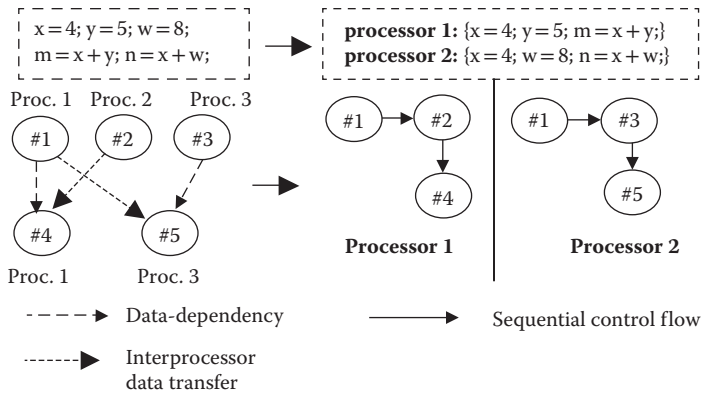 x = 4; y = 5; w = 8;
m = x + y; n = x + w;
processor 1: {x = 4; y = 5; m = x + y;}
processor 2: {x = 4; w = 8; n = x + w;}
Proc. 1 Proc. 2 Proc. 3
#1 #2 #3
#4 #5
Proc. 1 Proc. 3
#1 #2
#4
Processor 1
#1 #3
#5
Processor 2
Data-dependency
Sequential control flow
Interprocessor
data transfer